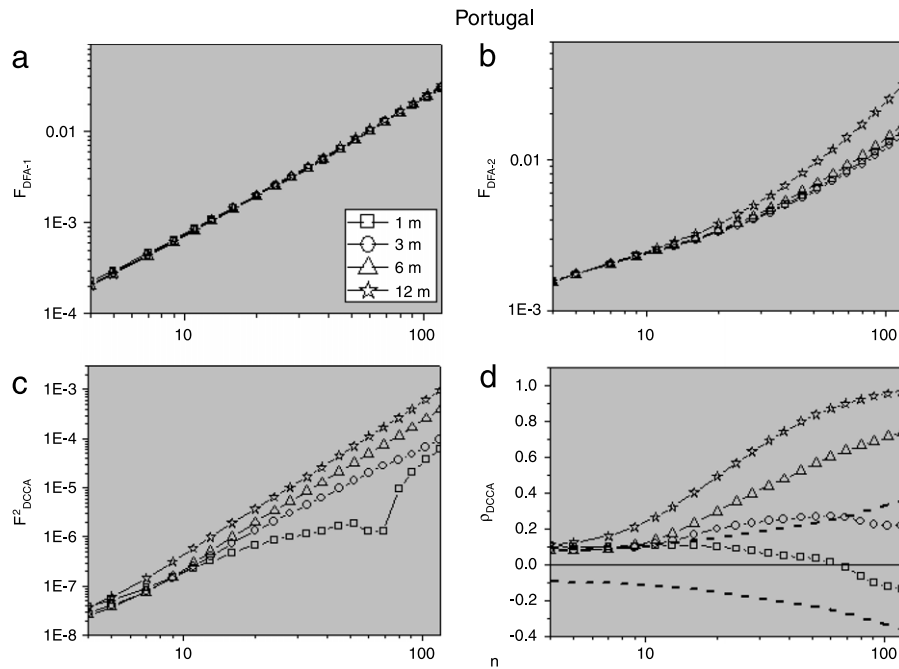 Portugal
a
F_DFA-1
0.01
1E-3
1E-4
10
100
1 m
3 m
6 m
12 m
b
F_DFA-2
0.01
1E-3
10
100
c
F²_DCCA
1E-3
1E-4
1E-5
1E-6
1E-7
1E-8
10
100
d
ρ_DCCA
1.0
0.8
0.6
0.4
0.2
0.0
-0.2
-0.4
10
100
n